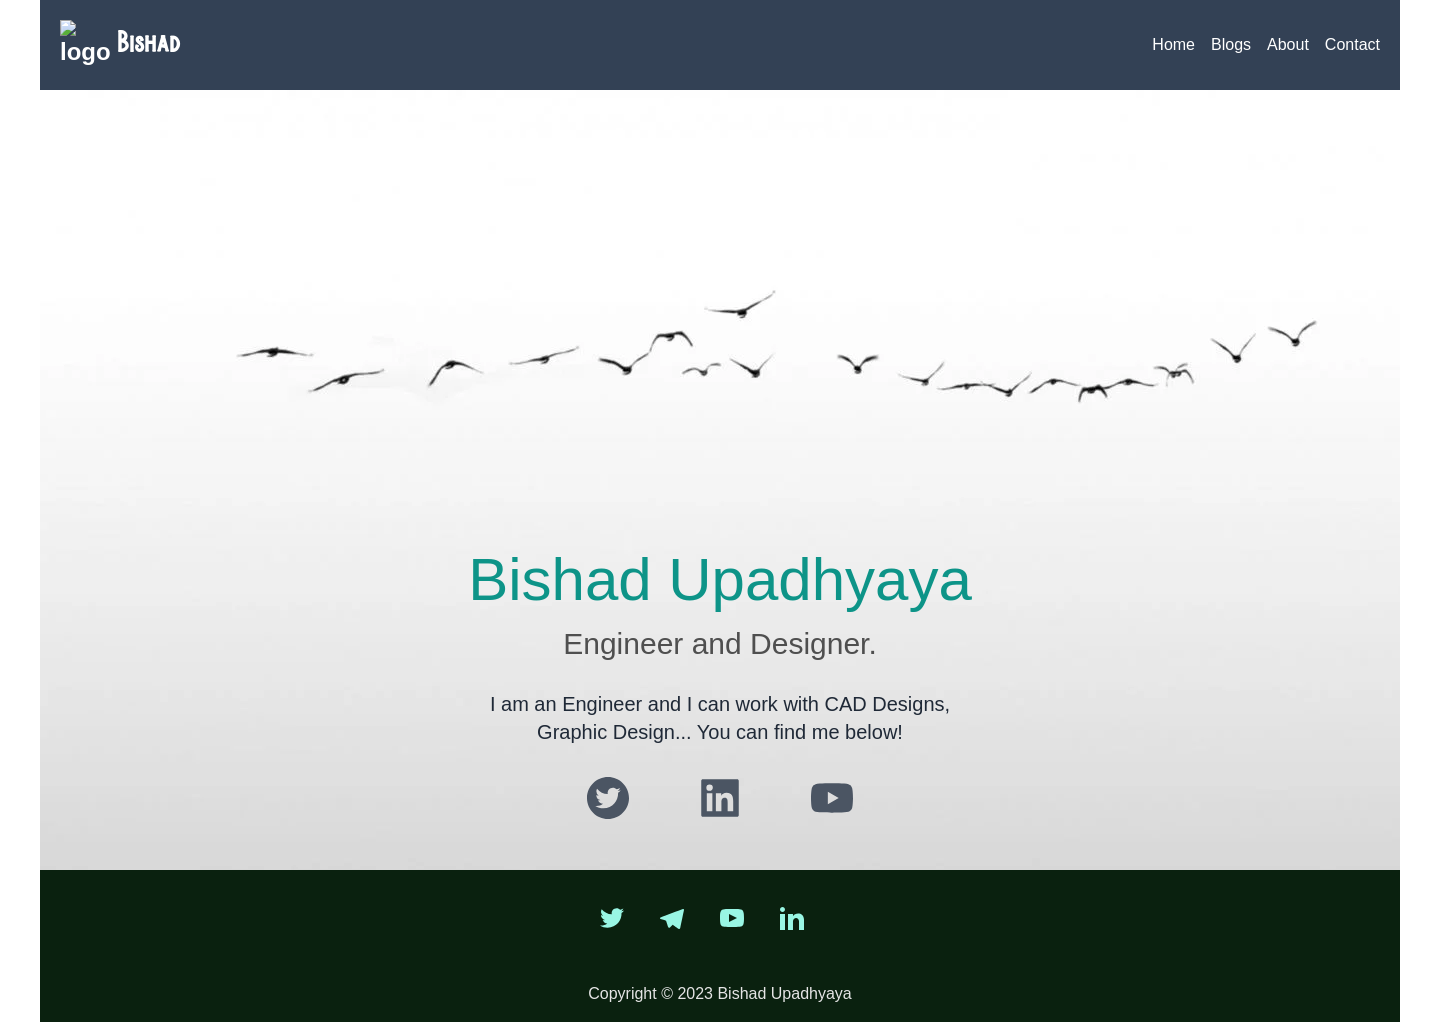 logo Bishad
Home Blogs About Contact
Bishad Upadhyaya
Engineer and Designer.
I am an Engineer and I can work with CAD Designs,
Graphic Design... You can find me below!
Copyright © 2023 Bishad Upadhyaya